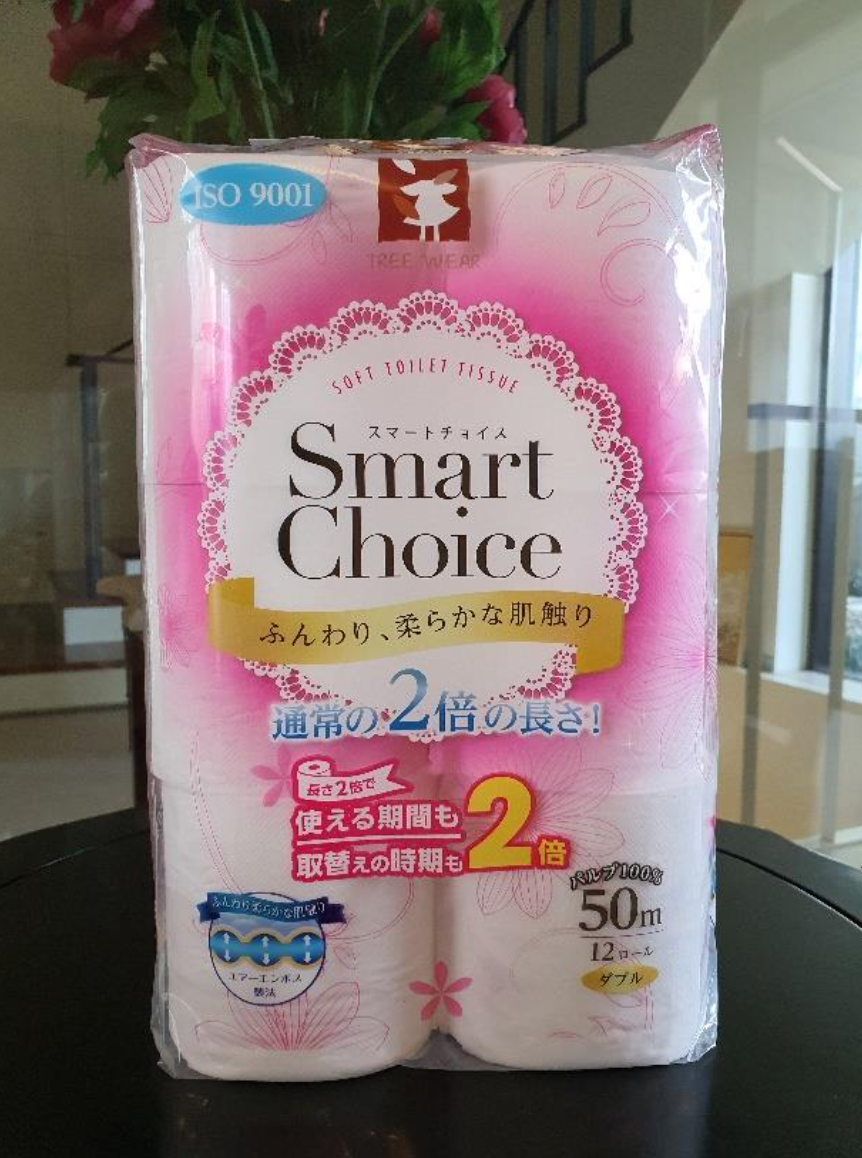 ISO 9001
TREE WEAR
SOFT TOILET TISSUE
スマートチョイス
Smart
Choice
ふんわり、柔らかな肌触り
通常の2倍の長さ!
長さ2倍で
使える期間も
取替えの時期も
2倍
パルプ100%
50m
12ロール
ダブル
ふんわり柔らかな肌触り
エアーエンボス
製法